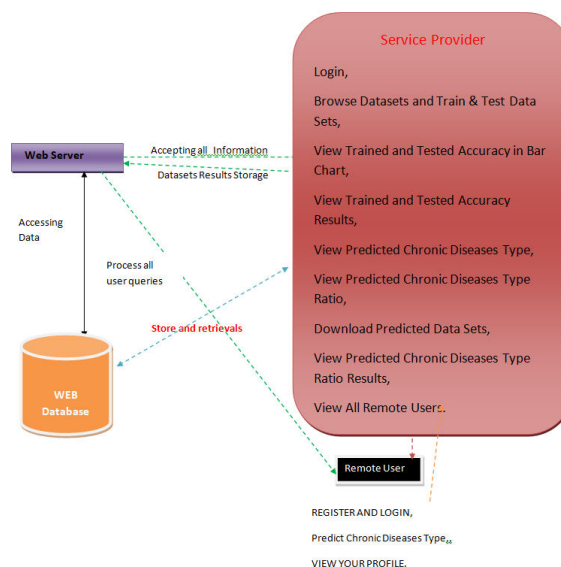 Service Provider
Login,
Browse Datasets and Train & Test Data
Sets,
View Trained and Tested Accuracy in Bar
Chart,
View Trained and Tested Accuracy
Results,
View Predicted Chronic Diseases Type,
View Predicted Chronic Diseases Type
Ratio,
Download Predicted Data Sets,
View Predicted Chronic Diseases Type
Ratio Results,
View All Remote Users.
Web Server
Accepting all Information
Datasets Results Storage
Accessing
Data
Process all
user queries
Store and retrievals
WEB
Database
Remote User
REGISTER AND LOGIN,
Predict Chronic Diseases Type,,
VIEW YOUR PROFILE.